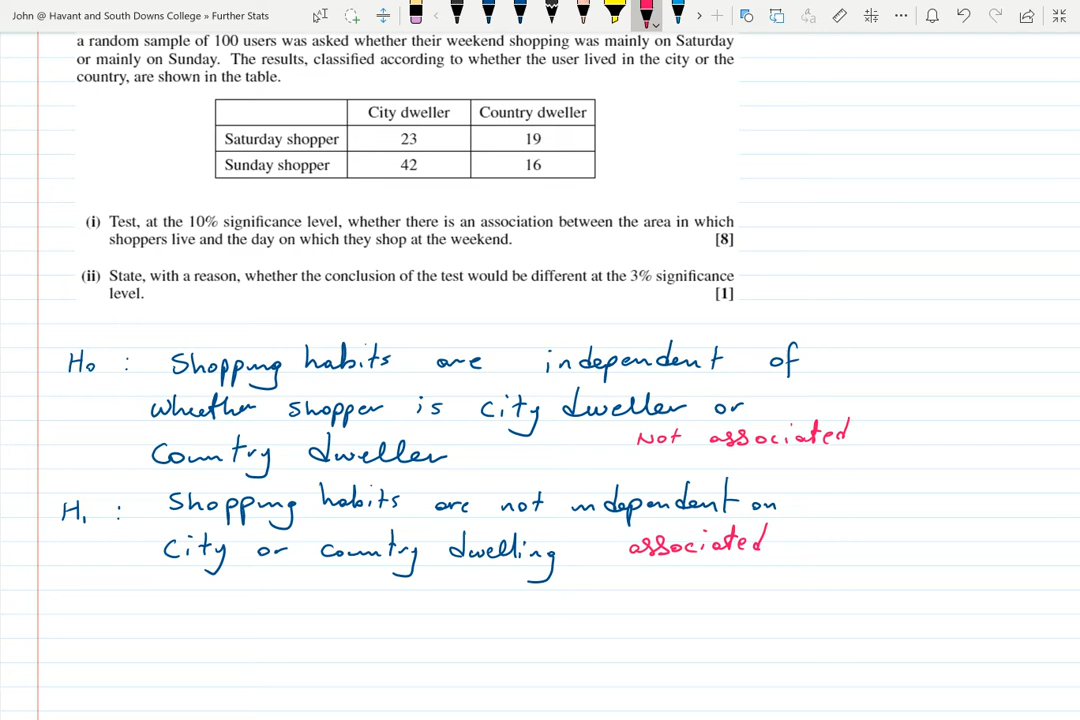 John @ Havant and South Downs College » Further Stats
a random sample of 100 users was asked whether their weekend shopping was mainly on Saturday
or mainly on Sunday. The results, classified according to whether the user lived in the city or the
country, are shown in the table.
City dweller Country dweller
Saturday shopper 23 19
Sunday shopper 42 16
(i) Test, at the 10% significance level, whether there is an association between the area in which
shoppers live and the day on which they shop at the weekend. [8]
(ii) State, with a reason, whether the conclusion of the test would be different at the 3% significance
level. [1]
H0 : Shopping habits are independent of
whether shopper is city dweller or
Not associated
Country dweller
H1 : Shopping habits are not independent on
City or country dwelling associated